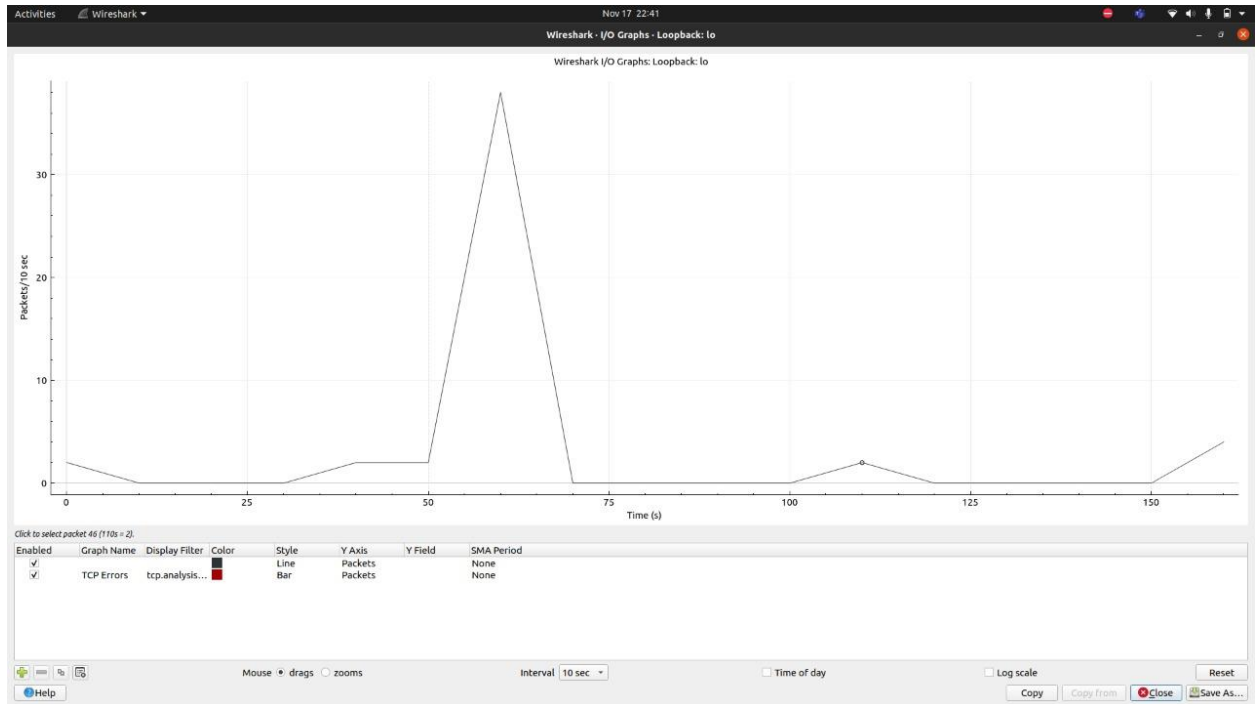 Activities Wireshark Nov 17 22:41
Wireshark · I/O Graphs · Loopback: lo
Wireshark I/O Graphs: Loopback: lo
30
20
10
0
Packets/10 sec
0 25 50 75 100 125 150
Time (s)
Click to select packet 46 (110s = 2).
Enabled Graph Name Display Filter Color Style Y Axis Y Field SMA Period
Line Packets None
TCP Errors tcp.analysis... Bar Packets None
Mouse drags zooms Interval 10 sec Time of day Log scale Reset
Help Copy Copy from Close Save As...